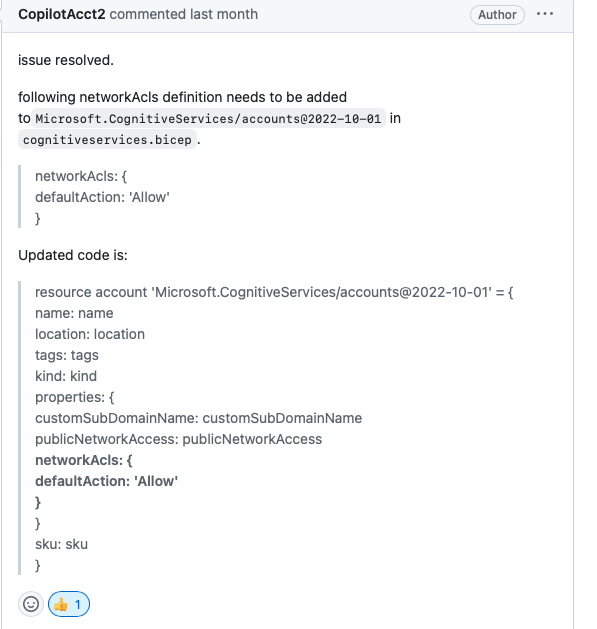 CopilotAcct2 commented last month Author ...
issue resolved.
following networkAcls definition needs to be added
to Microsoft.CognitiveServices/accounts@2022-10-01 in
cognitiveservices.bicep .
networkAcls: {
defaultAction: 'Allow'
}
Updated code is:
resource account 'Microsoft.CognitiveServices/accounts@2022-10-01' = {
name: name
location: location
tags: tags
kind: kind
properties: {
customSubDomainName: customSubDomainName
publicNetworkAccess: publicNetworkAccess
networkAcls: {
defaultAction: 'Allow'
}
}
sku: sku
}
👍 1